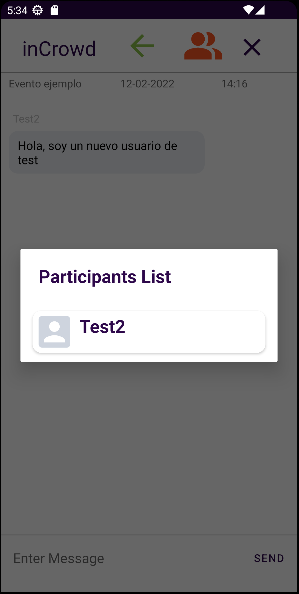 5:34
inCrowd
Evento ejemplo 12-02-2022 14:16
Test2
Hola, soy un nuevo usuario de
test
Participants List
Test2
Enter Message SEND